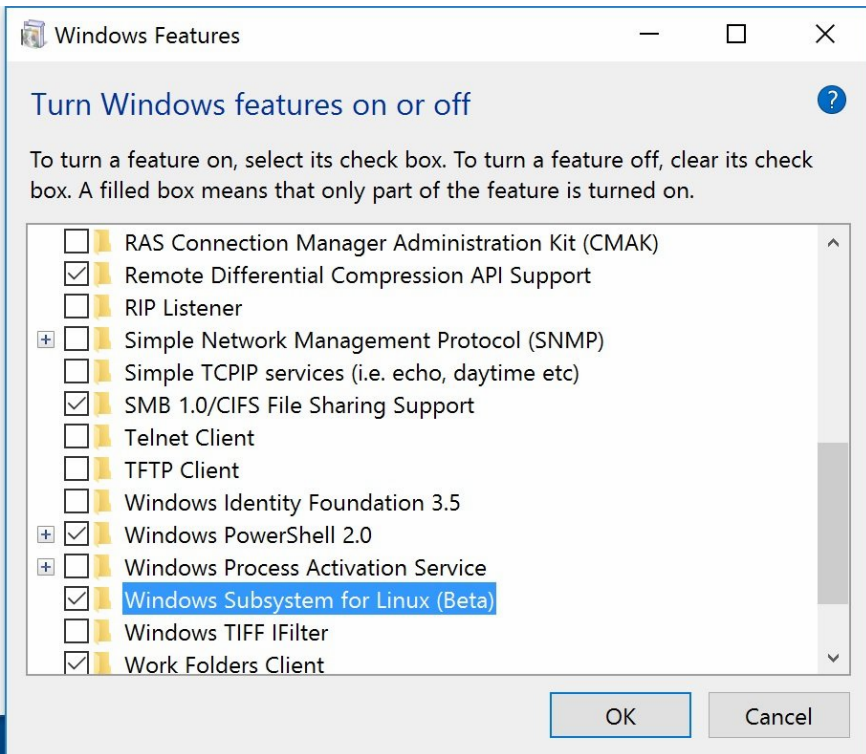 Windows Features
Turn Windows features on or off
?
To turn a feature on, select its check box. To turn a feature off, clear its check
box. A filled box means that only part of the feature is turned on.
RAS Connection Manager Administration Kit (CMAK)
Remote Differential Compression API Support
RIP Listener
Simple Network Management Protocol (SNMP)
Simple TCPIP services (i.e. echo, daytime etc)
SMB 1.0/CIFS File Sharing Support
Telnet Client
TFTP Client
Windows Identity Foundation 3.5
Windows PowerShell 2.0
Windows Process Activation Service
Windows Subsystem for Linux (Beta)
Windows TIFF IFilter
Work Folders Client
OK
Cancel